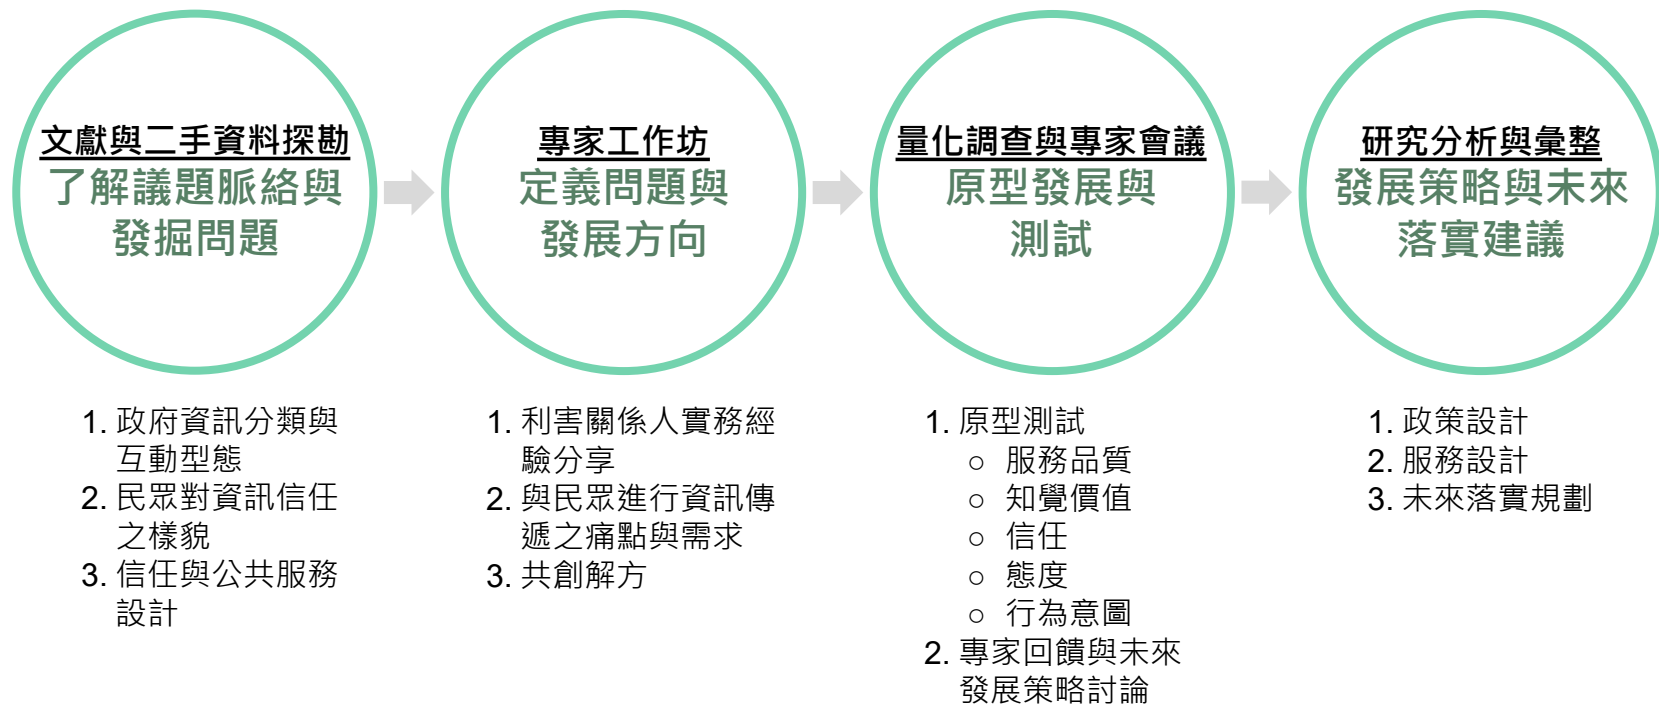 文獻與二手資料探勘
了解議題脈絡與
發掘問題
1. 政府資訊分類與
互動型態
2. 民眾對資訊信任
之樣貌
3. 信任與公共服務
設計
專家工作坊
定義問題與
發展方向
1. 利害關係人實務經
驗分享
2. 與民眾進行資訊傳
遞之痛點與需求
3. 共創解方
量化調查與專家會議
原型發展與
測試
1. 原型測試
○ 服務品質
○ 知覺價值
○ 信任
○ 態度
○ 行為意圖
2. 專家回饋與未來
發展策略討論
研究分析與彙整
發展策略與未來
落實建議
1. 政策設計
2. 服務設計
3. 未來落實規劃